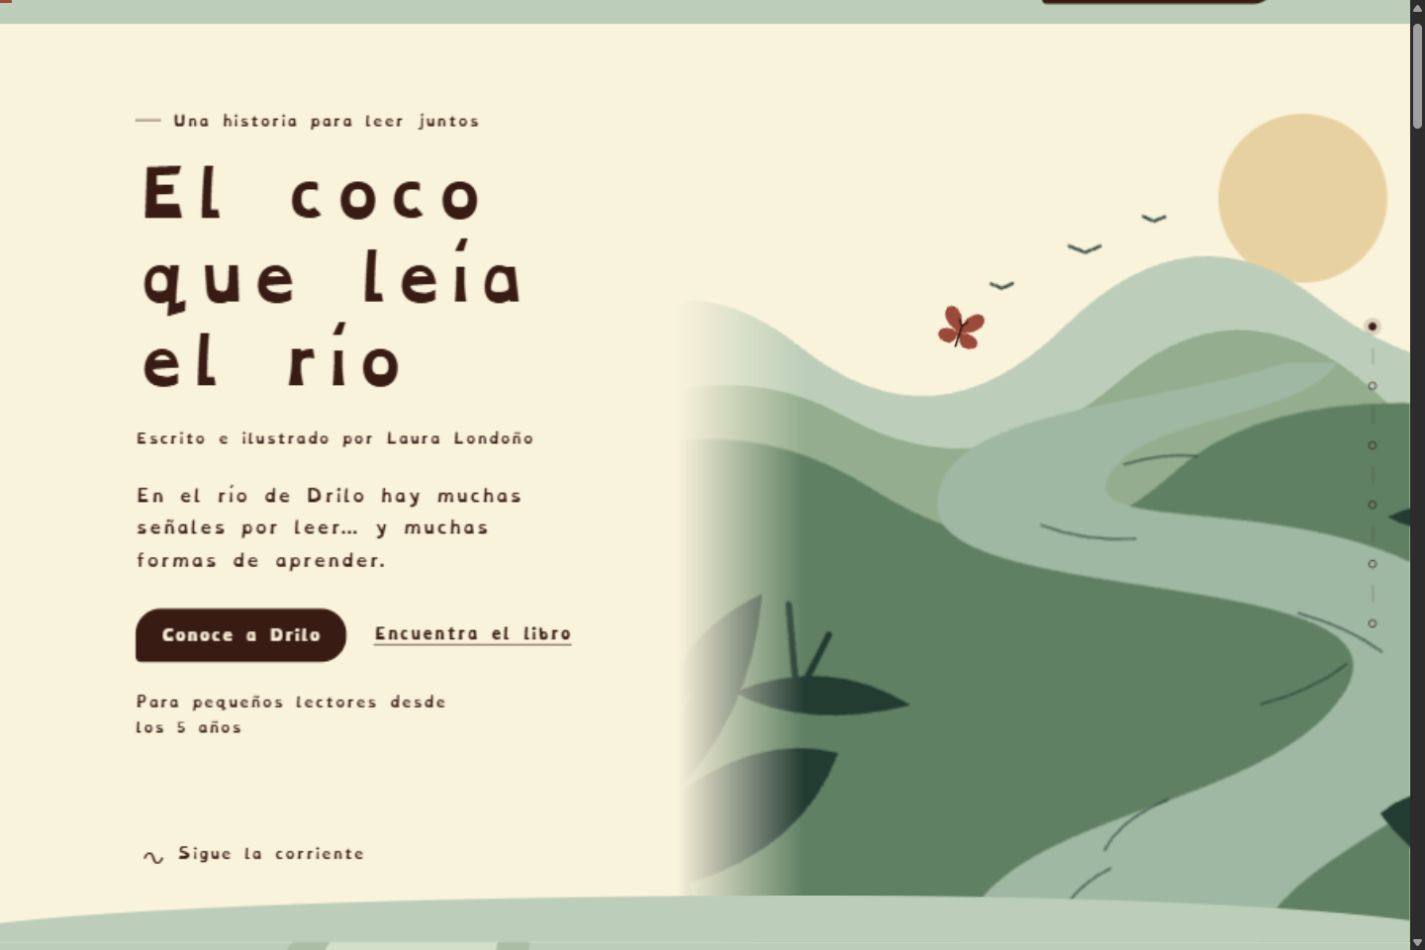 Una historia para leer juntos
El coco
que leía
el río
Escrito e ilustrado por Laura Londoño
En el río de Drilo hay muchas
señales por leer... y muchas
formas de aprender.
Conoce a Drilo
Encuentra el libro
Para pequeños lectores desde
los 5 años
Sigue la corriente